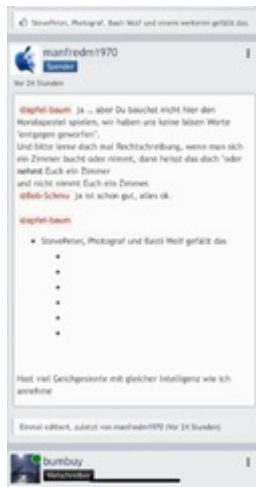 StevePeter, Photograf, Basti Wolf und einem weiteren gefällt das.
manfredm1970
Spender
Vor 24 Stunden
@apfel-baum ja .. aber Du bauchst nicht hier den
Moralapostel spielen, wir haben uns keine bösen Worte
"entgegen geworfen".
Und bitte lerne doch mal Rechtschreibung, wenn man sich
ein Zimmer bucht oder nimmt, dann heisst das doch "oder
nehmt Euch ein Zimmer
und nicht nimmt Euch ein Zimmer.
@Bob-Schmu ja ist schon gut, alles ok.
@apfel-baum
• StevePeter, Photograf und Basti Wolf gefällt das
Hast viel Gleichgesinnte mit gleicher Intelligenz wie ich
annehme
Einmal editiert, zuletzt von manfredm1970 (Vor 24 Stunden)
bumbuy